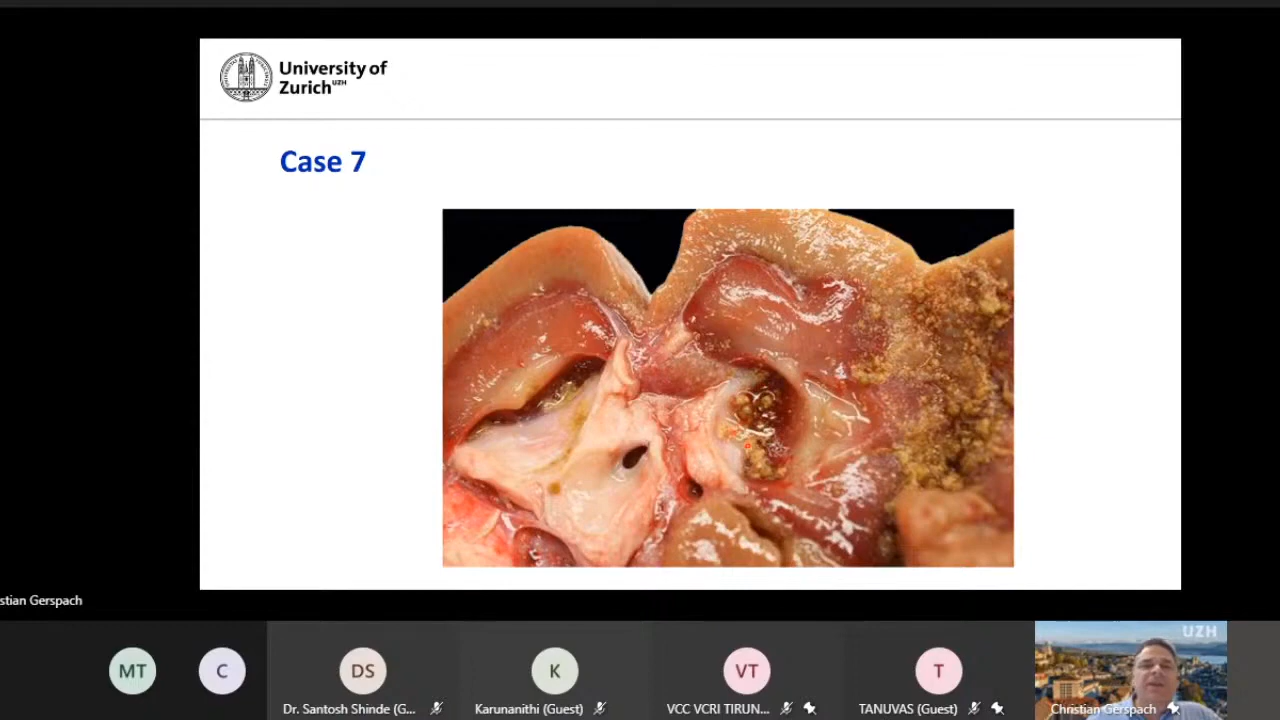 University of
Zurich UZH
Case 7
stian Gerspach
MT
C
DS
K
VT
T
UZH
Dr. Santosh Shinde (G...
Karunanithi (Guest)
VCC VCRI TIRUN...
TANUVAS (Guest)
Christian Gerspach